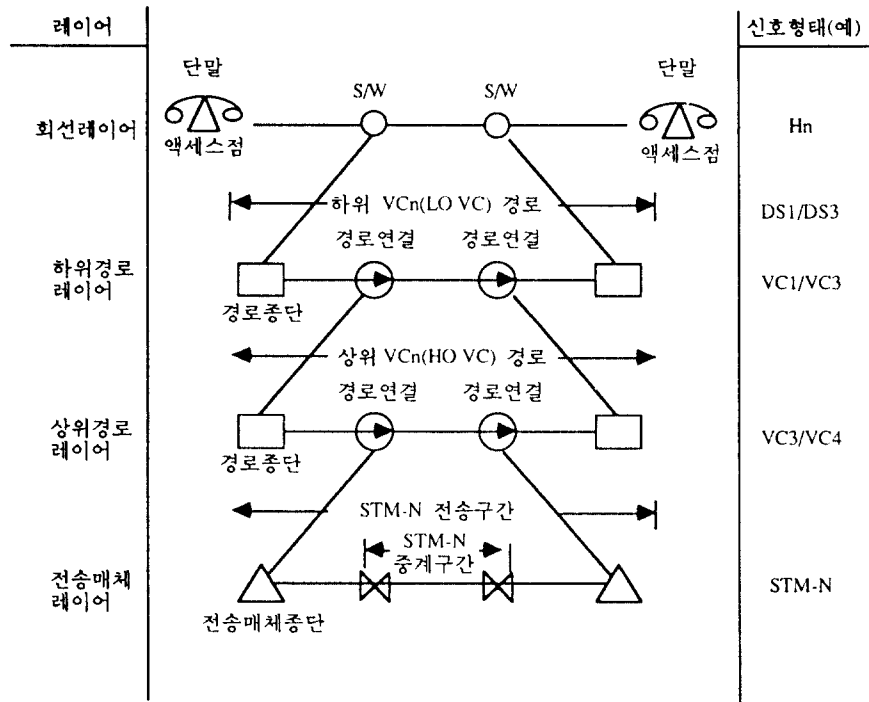 레이어
신호형태(예)
단말
S/W
S/W
단말
회선레이어
액세스점
액세스점
Hn
하위 VCn(LO VC) 경로
DS1/DS3
경로연결
경로연결
하위경로
레이어
VC1/VC3
경로종단
상위 VCn(HO VC) 경로
경로연결
경로연결
상위경로
레이어
VC3/VC4
경로종단
STM-N 전송구간
STM-N
중계구간
전송매체
레이어
STM-N
전송매체종단